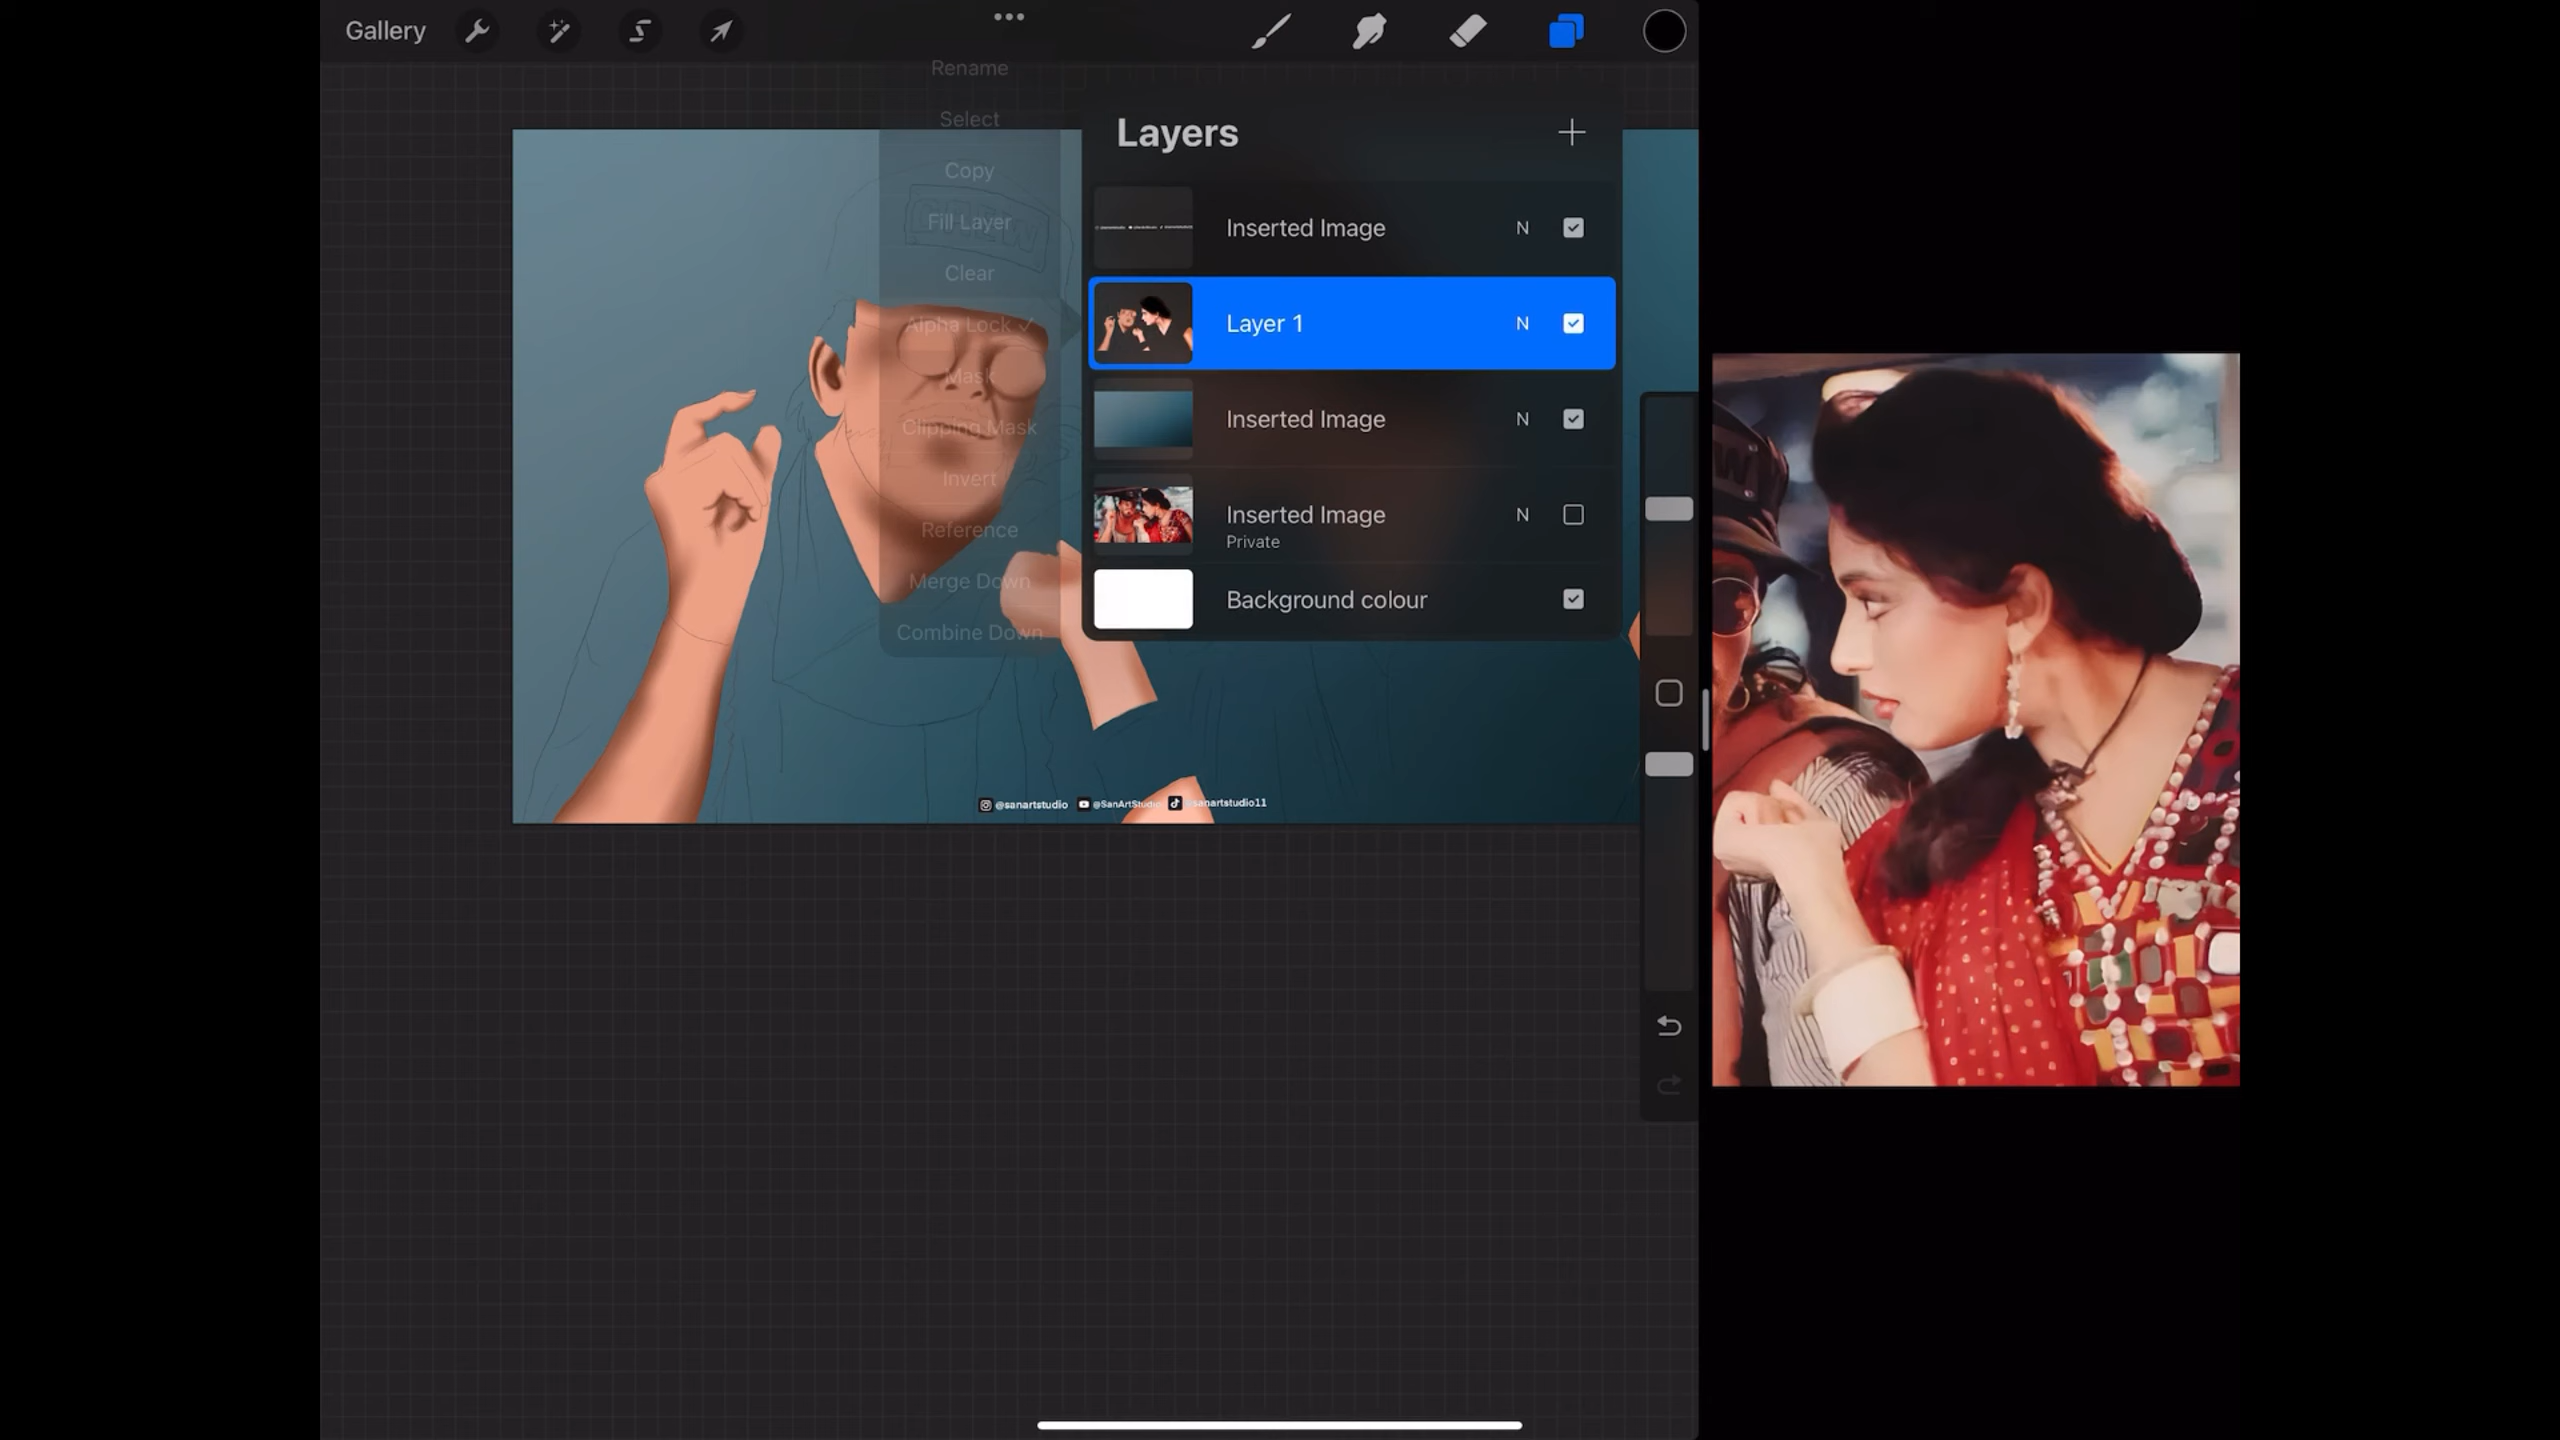 Gallery
Rename
Select
Copy
Fill Layer
Clear
Alpha Lock ✓
Mask
Clipping Mask
Invert
Reference
Merge Down
Combine Down
Layers
Inserted Image N
Layer 1 N
Inserted Image N
Inserted Image N
Private
Background colour
@sanartstudio @SanArtStudio sanartstudio11